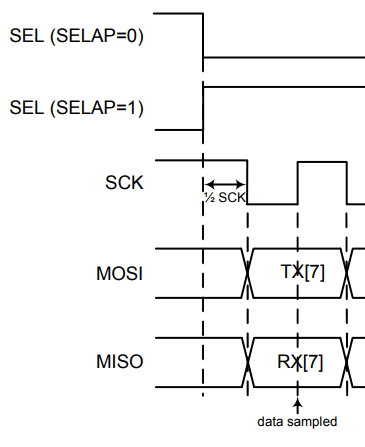 SEL (SELAP=0)
SEL (SELAP=1)
SCK
½ SCK
MOSI
TX[7]
MISO
RX[7]
data sampled